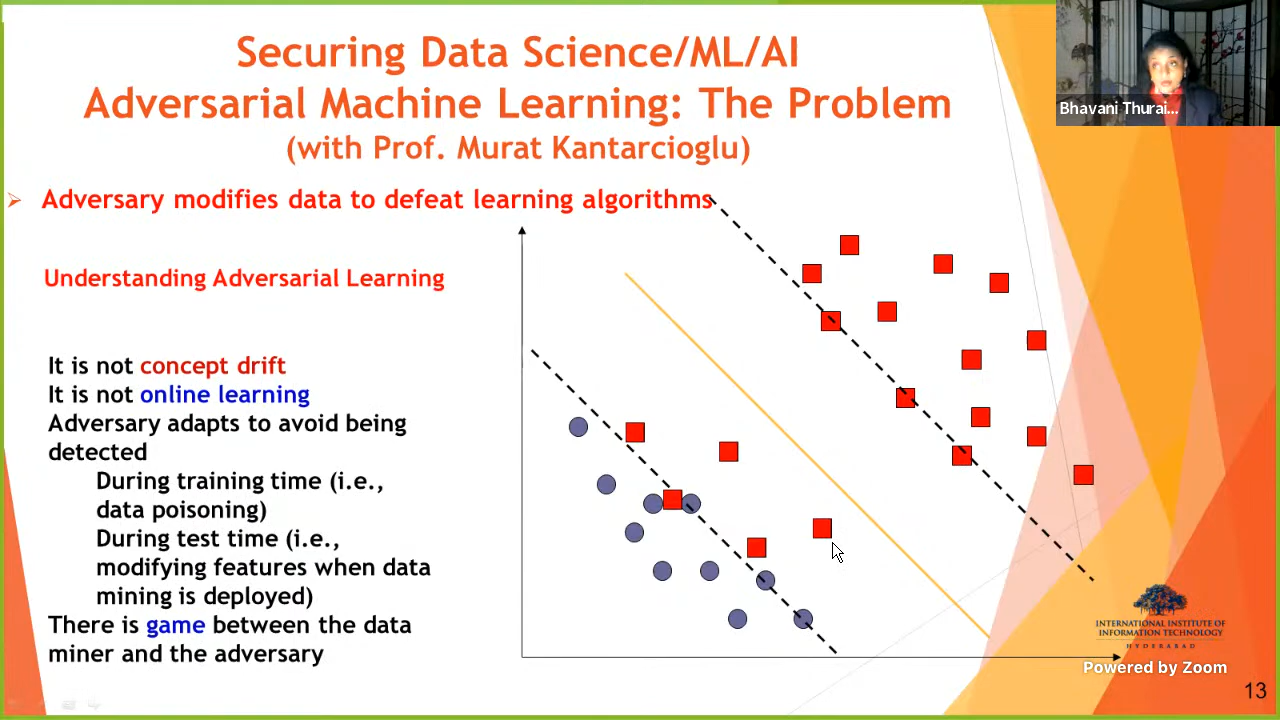 Securing Data Science/ML/AI
Adversarial Machine Learning: The Problem
(with Prof. Murat Kantarcioglu)
Bhavani Thurai...
Adversary modifies data to defeat learning algorithms
Understanding Adversarial Learning
It is not concept drift
It is not online learning
Adversary adapts to avoid being
detected
During training time (i.e.,
data poisoning)
During test time (i.e.,
modifying features when data
mining is deployed)
There is game between the data
miner and the adversary
INTERNATIONAL INSTITUTE OF
INFORMATION TECHNOLOGY
HYDERABAD
Powered by Zoom
13